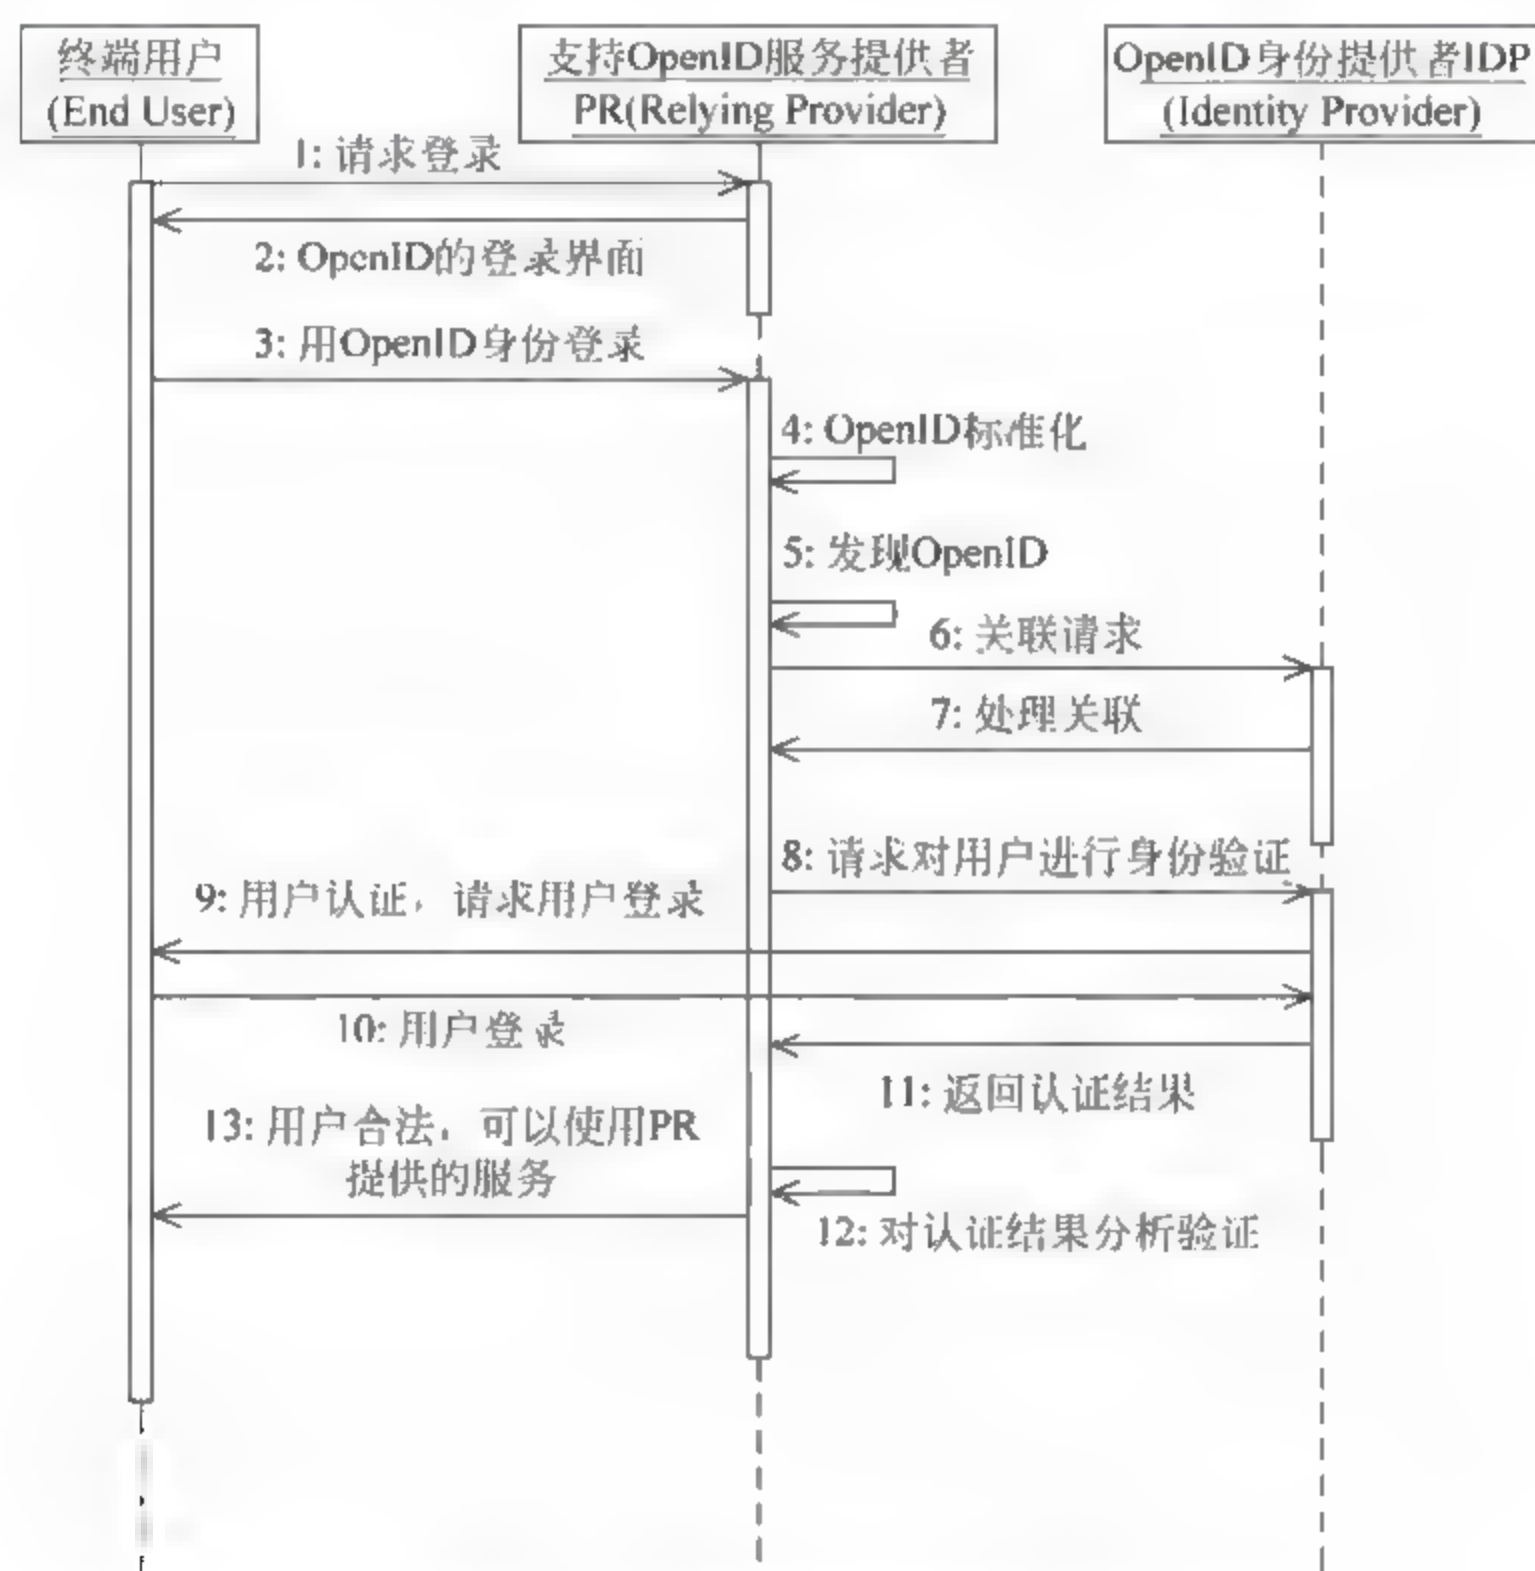 终端用户
(End User)
支持OpenID服务提供者
PR(Relying Provider)
OpenID身份提供者IDP
(Identity Provider)
1: 请求登录
2: OpenID的登录界面
3: 用OpenID身份登录
4: OpenID标准化
5: 发现OpenID
6: 关联请求
7: 处理关联
8: 请求对用户进行身份验证
9: 用户认证，请求用户登录
10: 用户登录
11: 返回认证结果
13: 用户合法，可以使用PR
提供的服务
12: 对认证结果分析验证